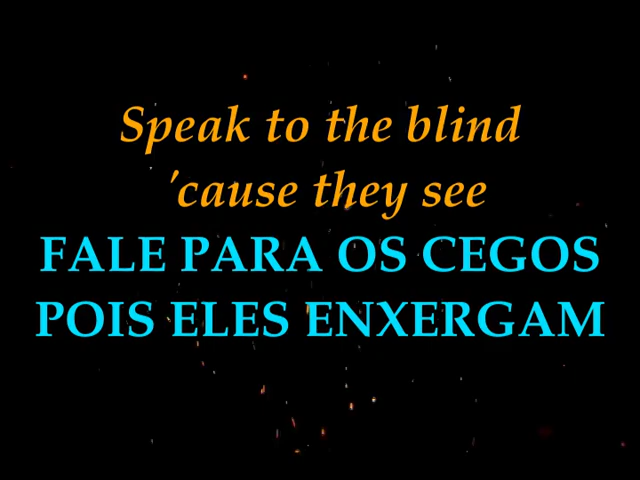 Speak to the blind
'cause they see
FALE PARA OS CEGOS
POIS ELES ENXERGAM